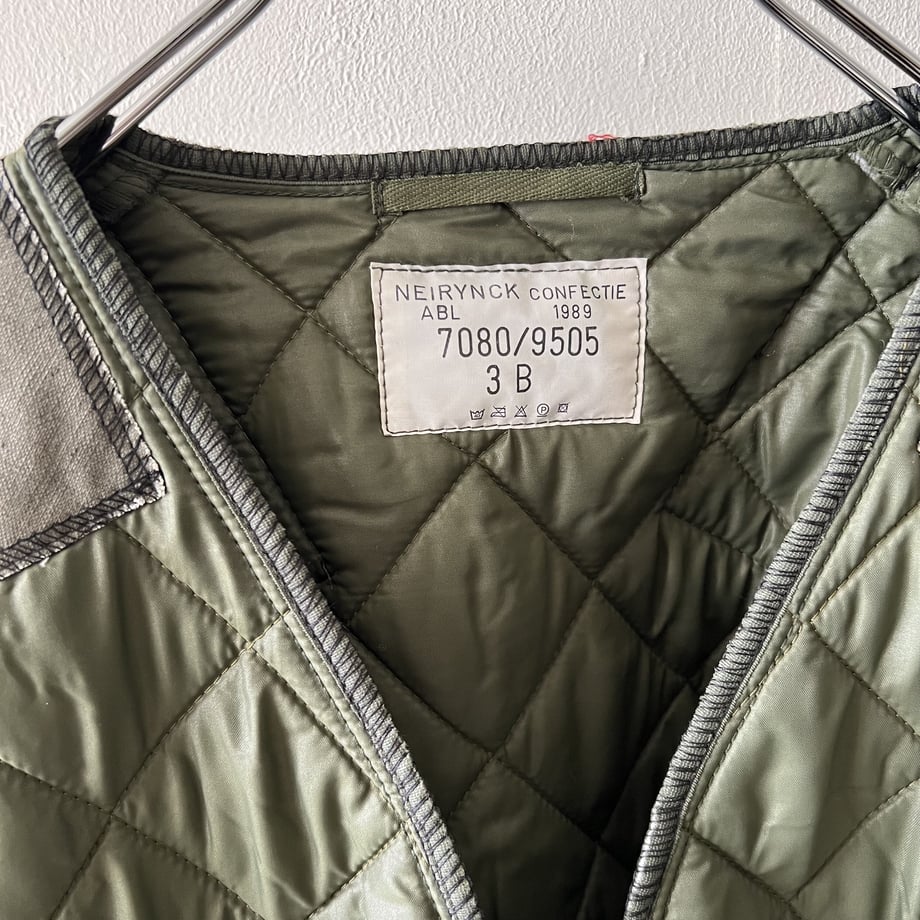 NEIRYNCK CONFECTIE
ABL 1989
7080/9505
3 B